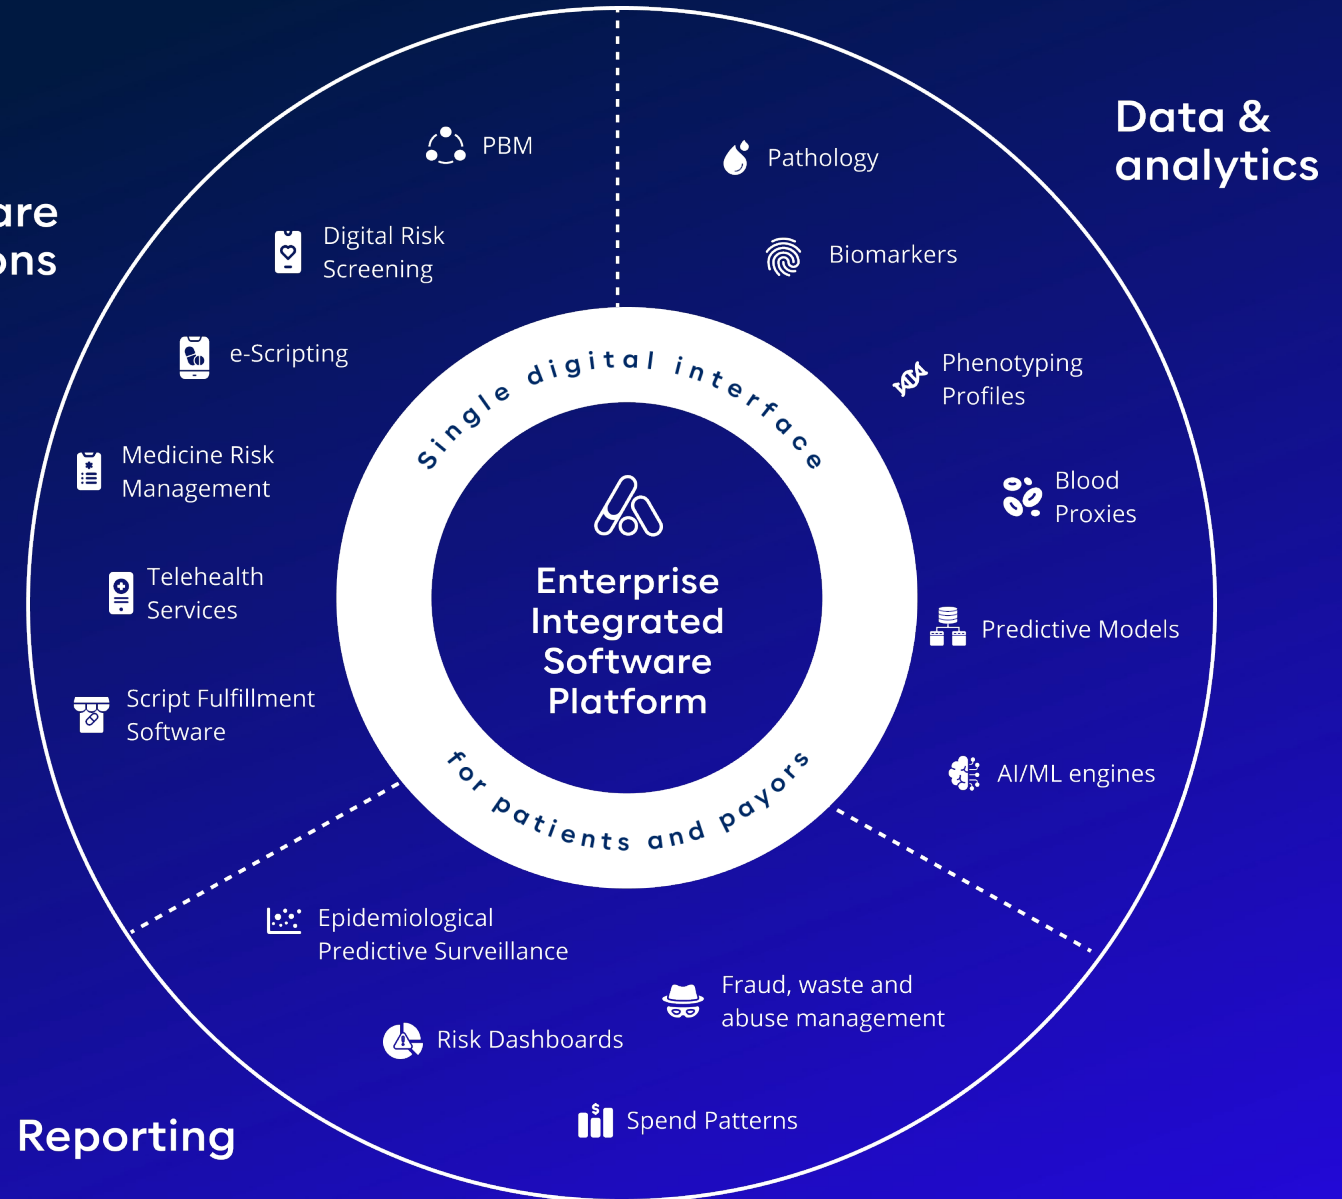 PBM
Digital Risk
Screening
e-Scripting
Medicine Risk
Management
Telehealth
Services
Script Fulfillment
Software
Data &
analytics
Pathology
Biomarkers
Phenotyping
Profiles
Blood
Proxies
Predictive Models
AI/ML engines
Single digital interface
Enterprise
Integrated
Software
Platform
for patients and payors
Epidemiological
Predictive Surveillance
Fraud, waste and
abuse management
Risk Dashboards
Spend Patterns
Reporting